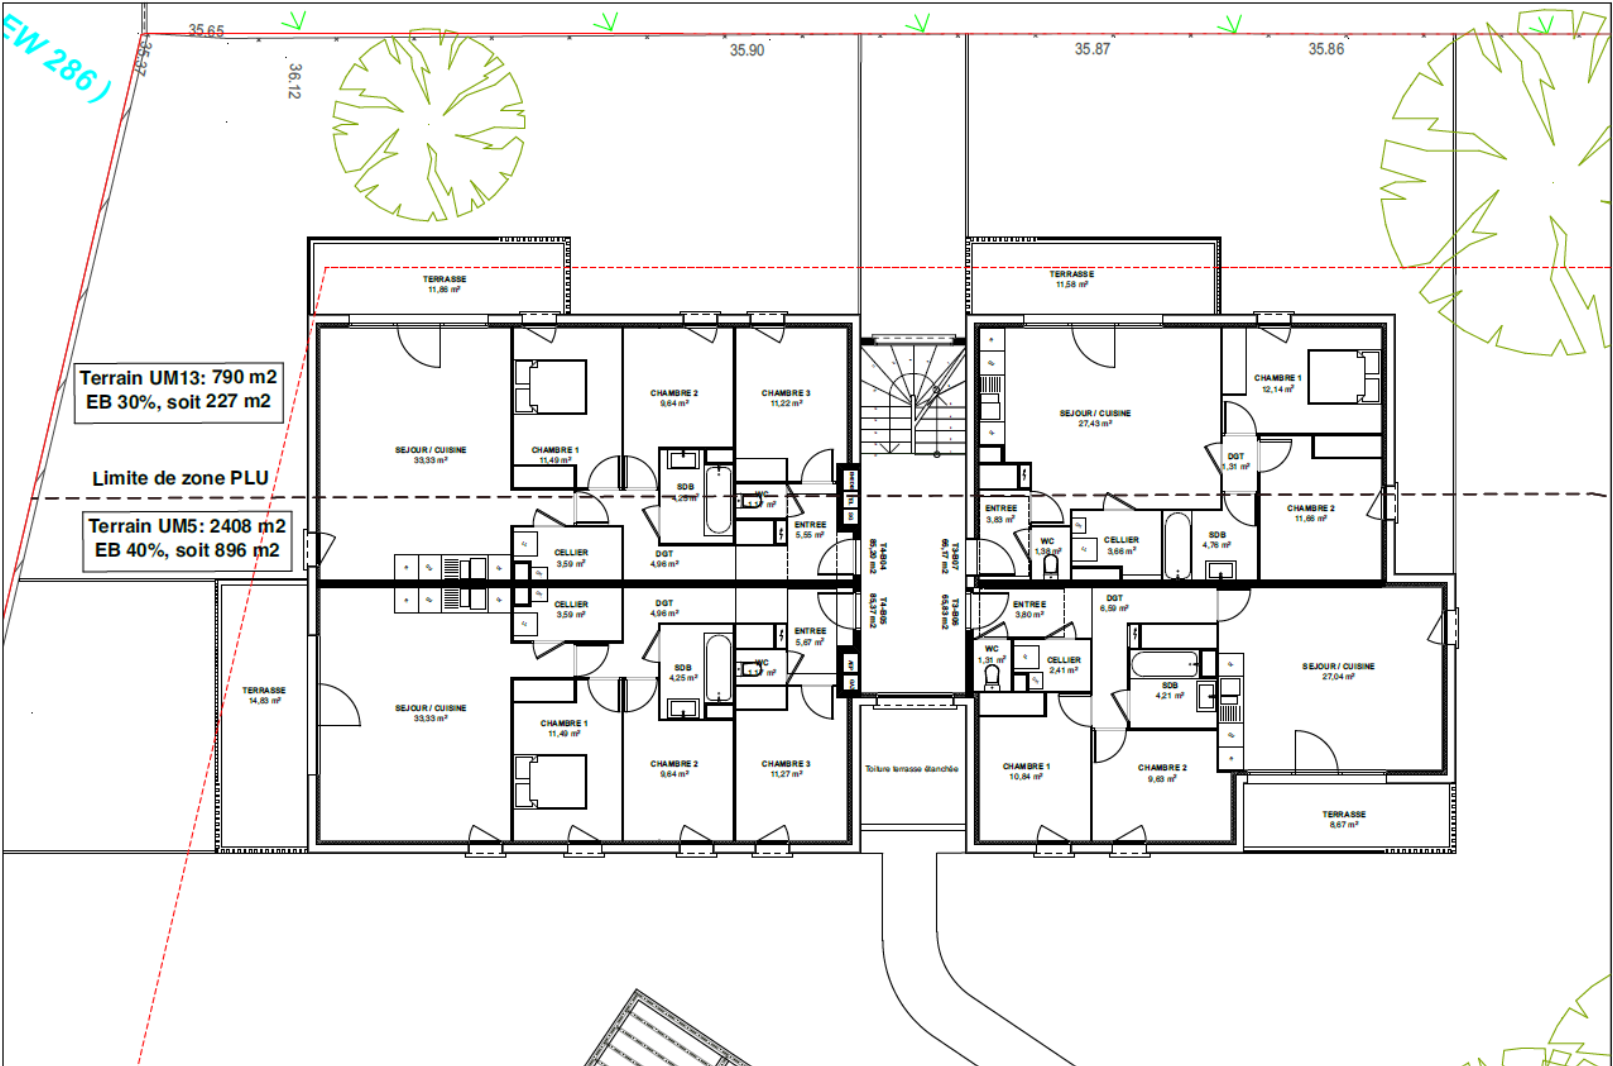 EW 286 )
35.65
35.37
36.12
35.90
35.87
35.86
TERRASSE
11,86 m²
TERRASSE
11,58 m²
Terrain UM13: 790 m2
EB 30%, soit 227 m2
Limite de zone PLU
Terrain UM5: 2408 m2
EB 40%, soit 896 m2
SEJOUR / CUISINE
33,33 m²
CHAMBRE 1
11,49 m²
CHAMBRE 2
9,64 m²
CHAMBRE 3
11,22 m²
SDB
4,25 m²
WC
ENTREE
5,55 m²
CELLIER
3,59 m²
DGT
4,96 m²
T4-B04
85,20 m2
T3-B07
66,17 m2
SEJOUR / CUISINE
27,43 m²
CHAMBRE 1
12,14 m²
DGT
1,31 m²
CHAMBRE 2
11,66 m²
ENTREE
3,83 m²
WC
1,38 m²
CELLIER
3,66 m²
SDB
4,76 m²
CELLIER
3,59 m²
DGT
4,96 m²
ENTREE
5,67 m²
WC
SDB
4,25 m²
T4-B05
85,37 m2
T3-B06
65,83 m2
TERRASSE
14,83 m²
SEJOUR / CUISINE
33,33 m²
CHAMBRE 1
11,49 m²
CHAMBRE 2
9,64 m²
CHAMBRE 3
11,27 m²
ENTREE
3,80 m²
DGT
6,59 m²
WC
1,31 m²
CELLIER
2,41 m²
SDB
4,21 m²
SEJOUR / CUISINE
27,04 m²
CHAMBRE 1
10,84 m²
CHAMBRE 2
9,63 m²
Toiture terrasse étanchée
TERRASSE
8,67 m²